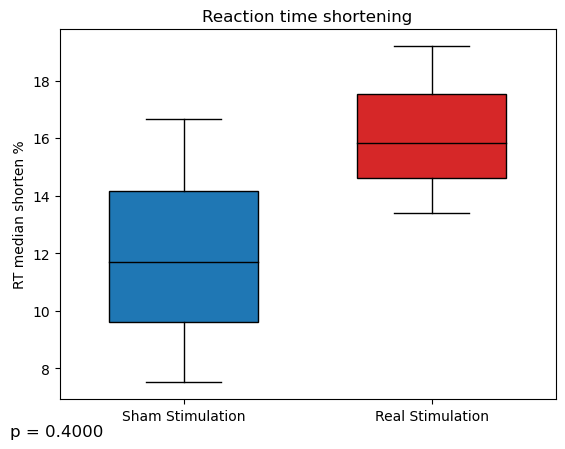 Reaction time shortening
RT median shorten %
18
16
14
12
10
8
Sham Stimulation
Real Stimulation
p = 0.4000